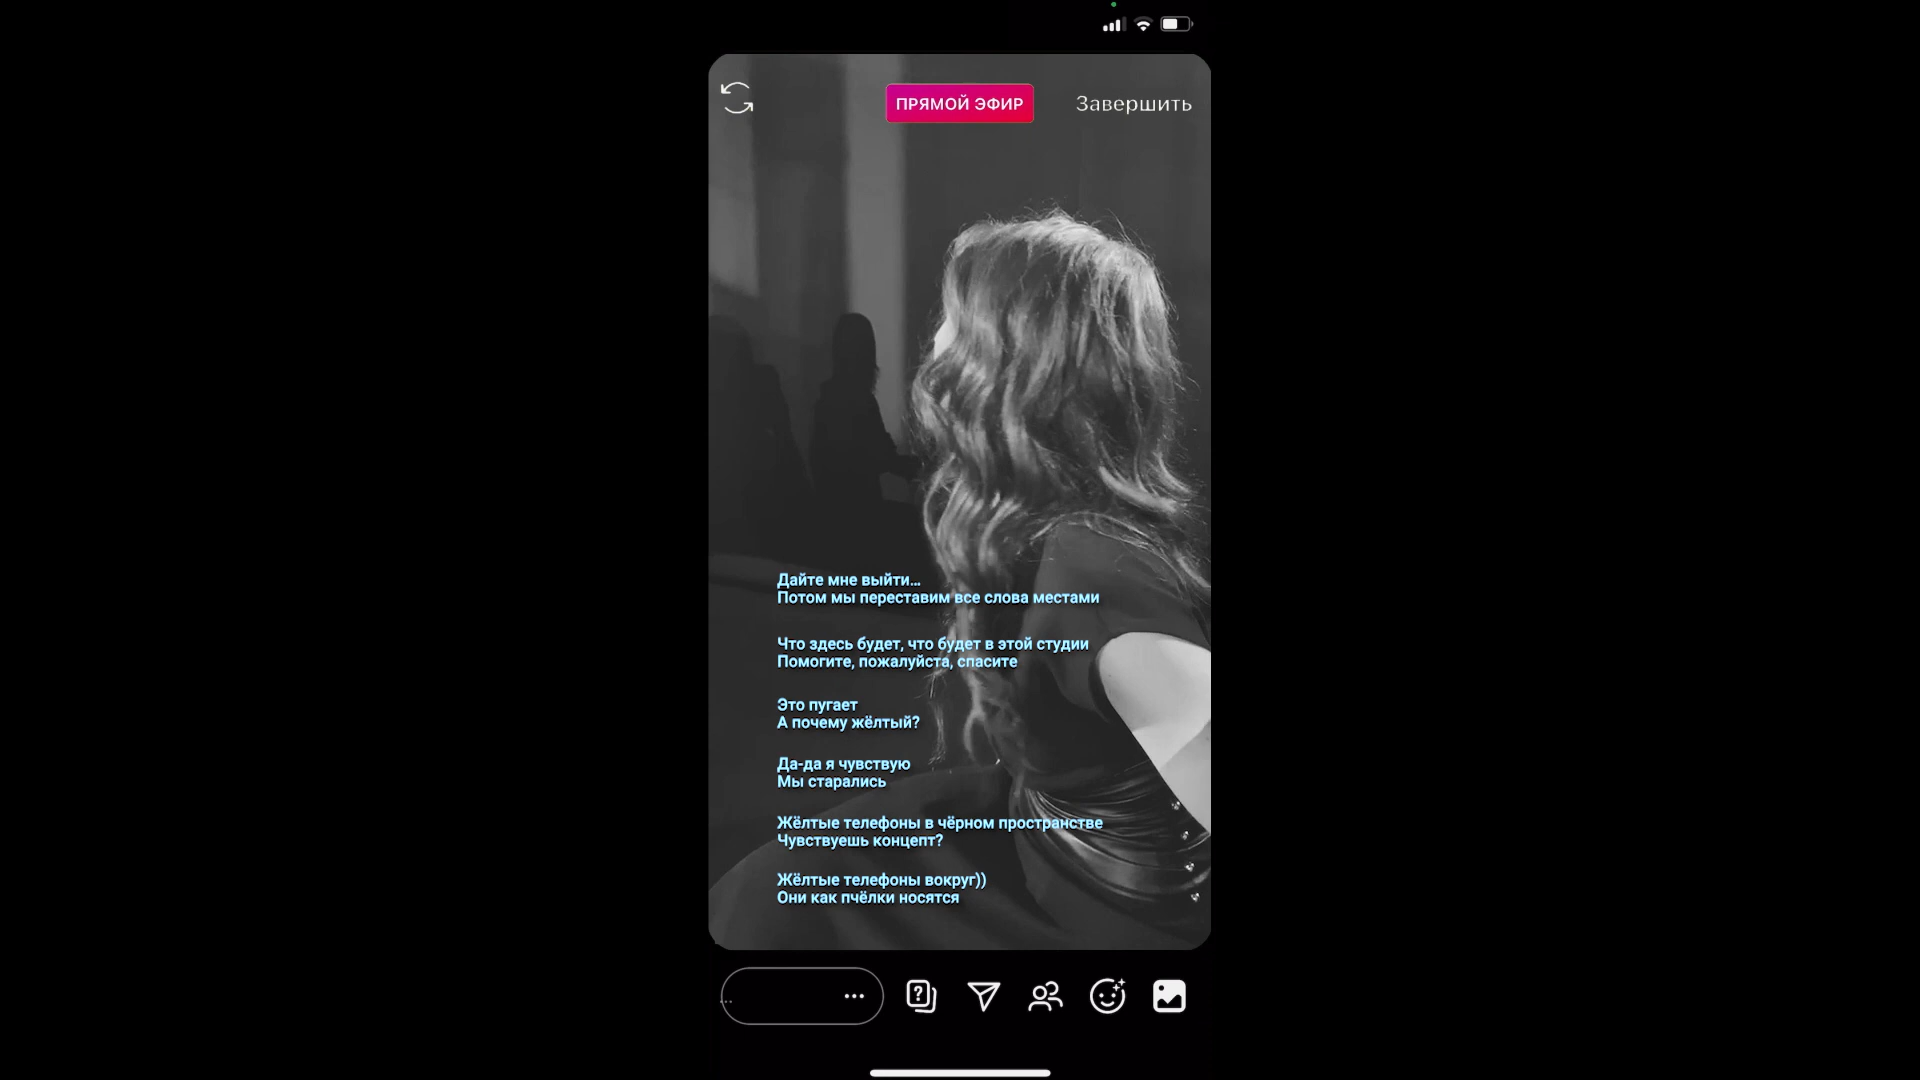 ПРЯМОЙ ЭФИР
Завершить
Дайте мне выйти...
Потом мы переставим все слова местами
Что здесь будет, что будет в этой студии
Помогите, пожалуйста, спасите
Это пугает
А почему жёлтый?
Да-да я чувствую
Мы старались
Жёлтые телефоны в чёрном пространстве
Чувствуешь концепт?
Жёлтые телефоны вокруг))
Они как пчёлки носятся